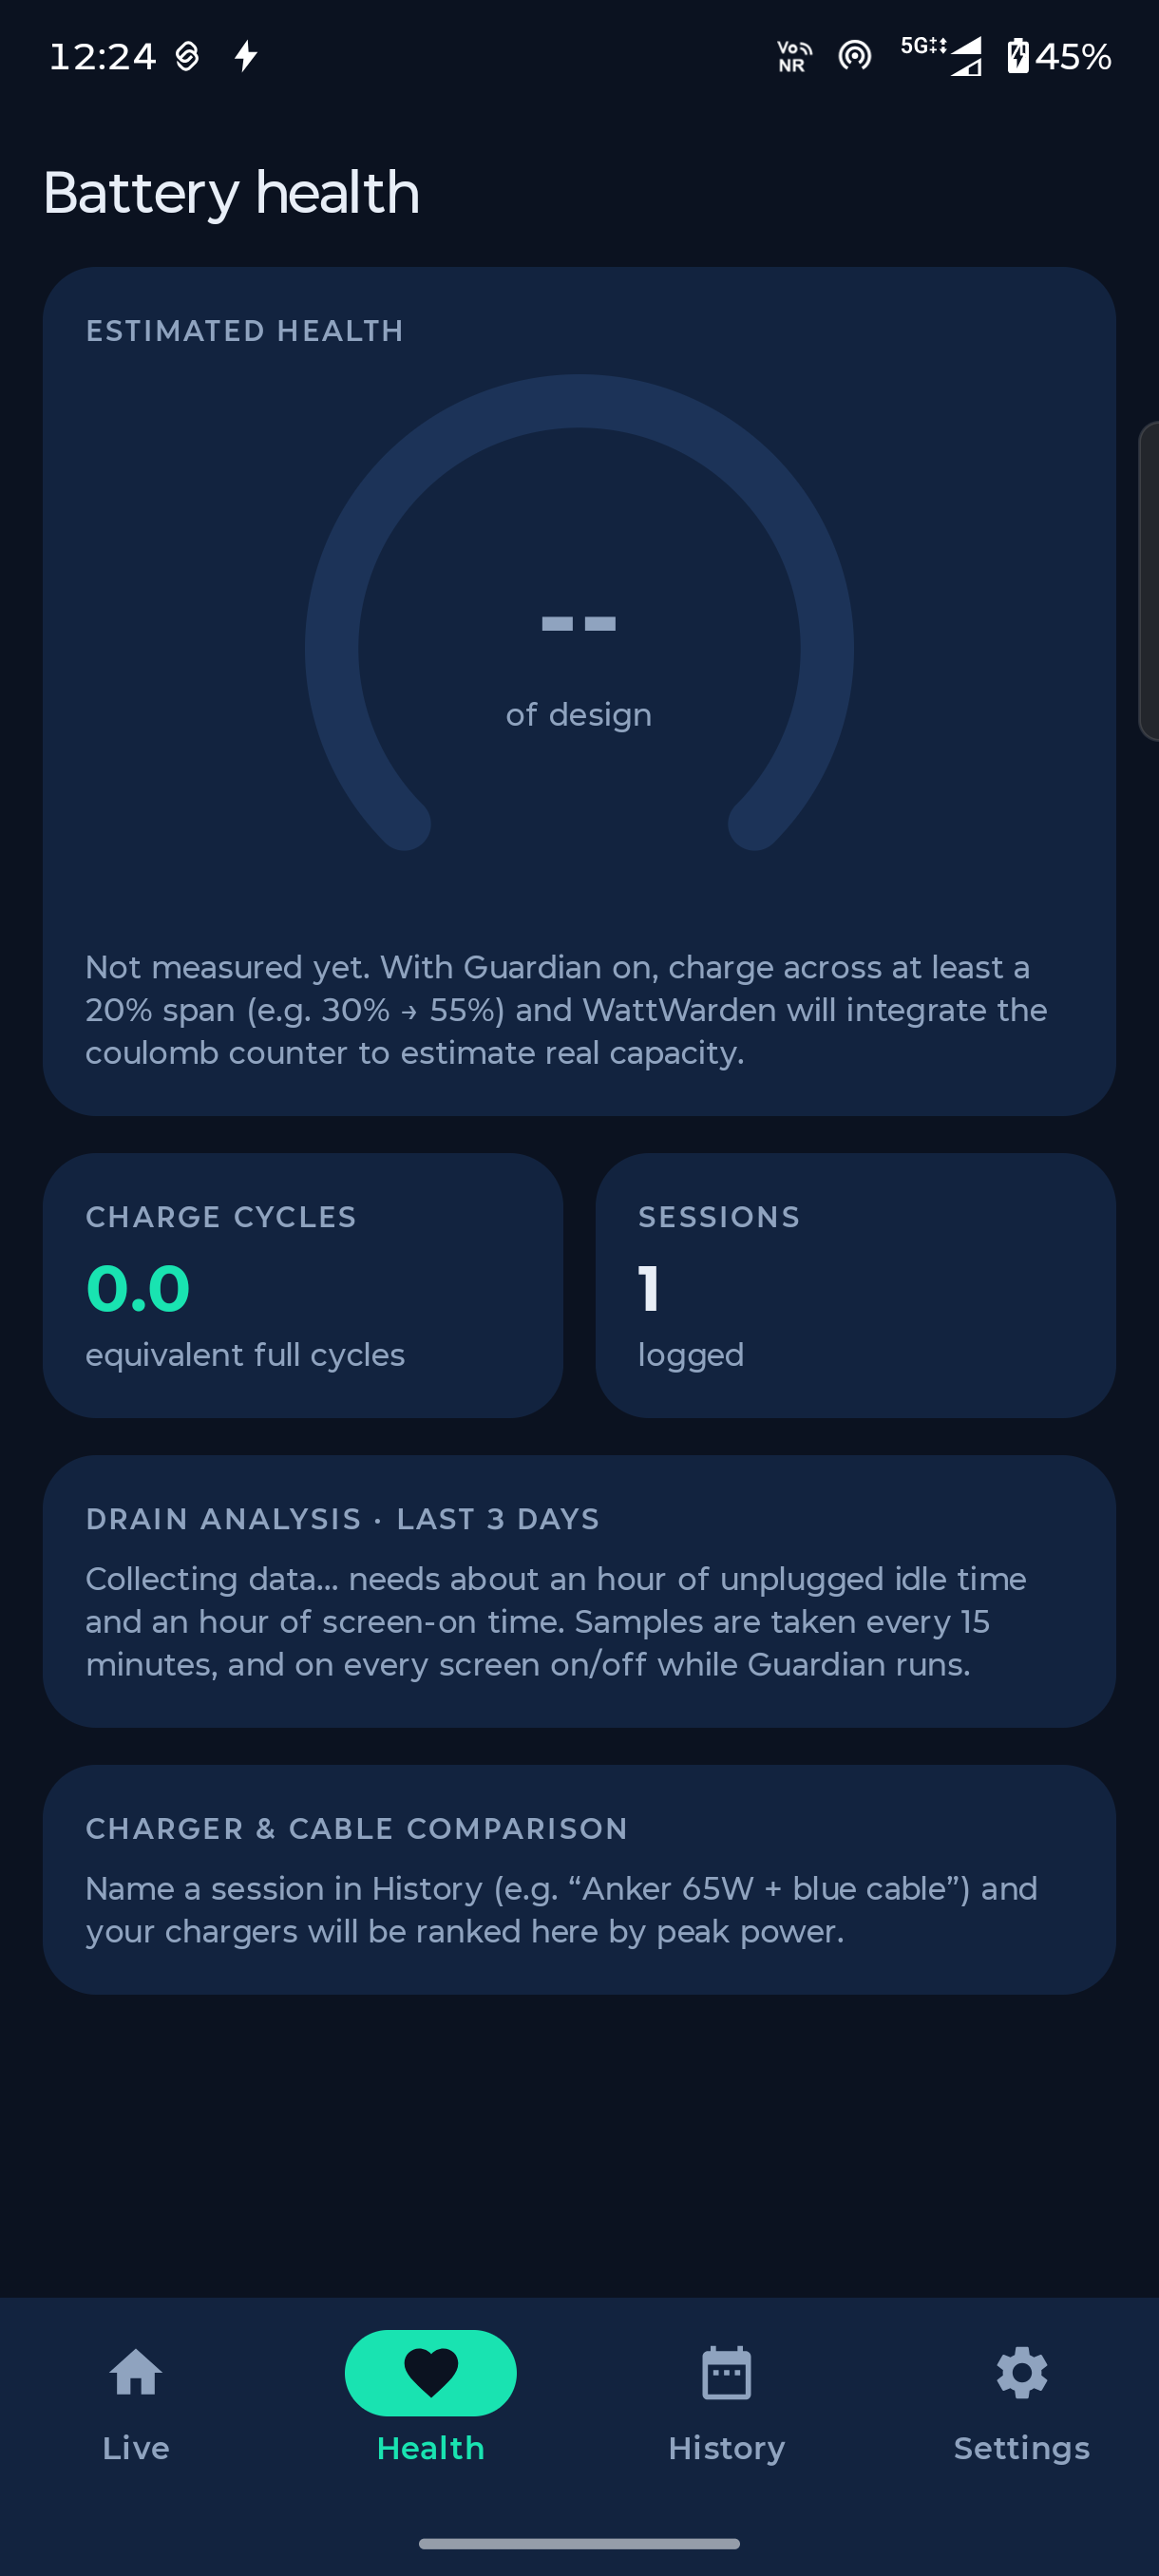 12:24
Vo NR
5G
45%
Battery health
ESTIMATED HEALTH
--
of design
Not measured yet. With Guardian on, charge across at least a
20% span (e.g. 30% → 55%) and WattWarden will integrate the
coulomb counter to estimate real capacity.
CHARGE CYCLES
0.0
equivalent full cycles
SESSIONS
1
logged
DRAIN ANALYSIS · LAST 3 DAYS
Collecting data… needs about an hour of unplugged idle time
and an hour of screen-on time. Samples are taken every 15
minutes, and on every screen on/off while Guardian runs.
CHARGER & CABLE COMPARISON
Name a session in History (e.g. “Anker 65W + blue cable”) and
your chargers will be ranked here by peak power.
Live
Health
History
Settings